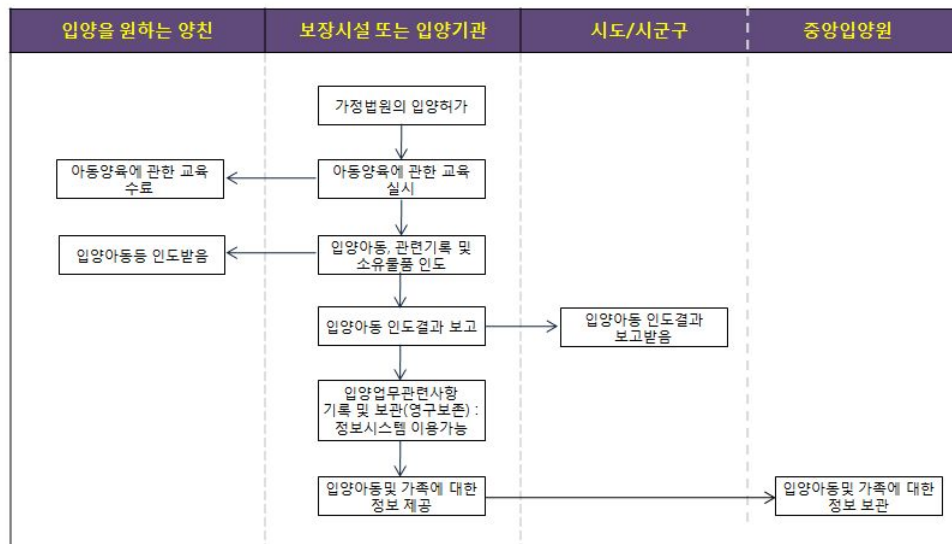 입양을 원하는 양친
보장시설 또는 입양기관
시도/시군구
중앙입양원
가정법원의 입양허가
아동양육에 관한 교육
수료
아동양육에 관한 교육
실시
입양아동등 인도받음
입양아동, 관련기록 및
소유물품 인도
입양아동 인도결과 보고
입양아동 인도결과
보고받음
입양업무관련사항
기록 및 보관(영구보존) :
정보시스템 이용가능
입양아동및 가족에 대한
정보 제공
입양아동및 가족에 대한
정보 보관